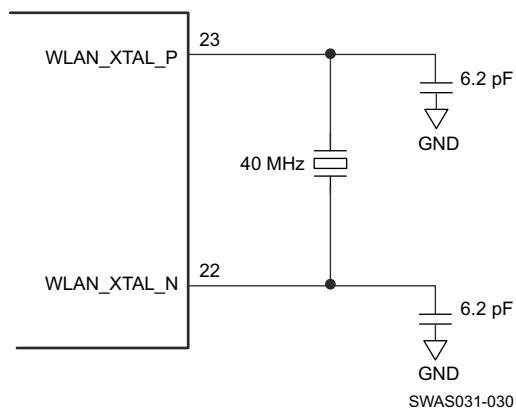 23
WLAN_XTAL_P
6.2 pF
GND
40 MHz
22
WLAN_XTAL_N
6.2 pF
GND
SWAS031-030